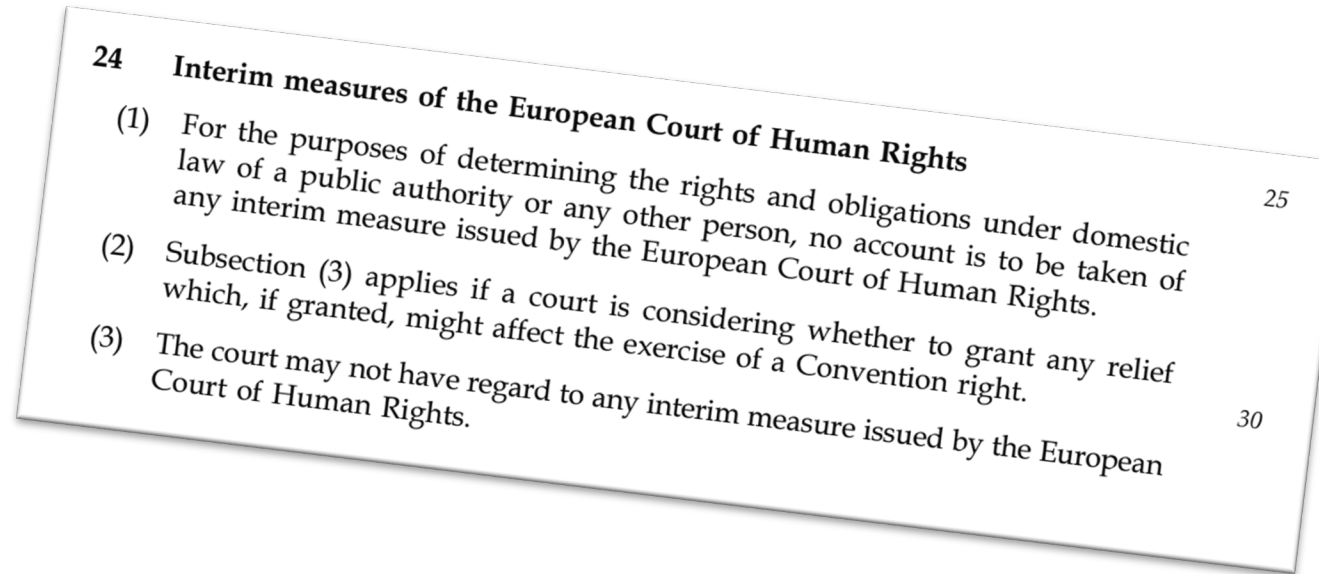 24 Interim measures of the European Court of Human Rights
(1) For the purposes of determining the rights and obligations under domestic 25
law of a public authority or any other person, no account is to be taken of
any interim measure issued by the European Court of Human Rights.
(2) Subsection (3) applies if a court is considering whether to grant any relief
which, if granted, might affect the exercise of a Convention right.
(3) The court may not have regard to any interim measure issued by the European 30
Court of Human Rights.